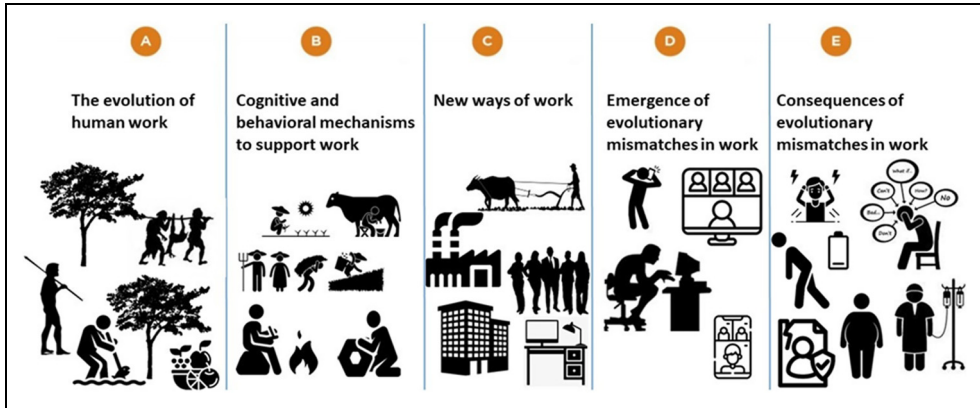 A
B
C
D
E
The evolution of
human work
Cognitive and
behavioral mechanisms
to support work
New ways of work
Emergence of
evolutionary
mismatches in work
Consequences of
evolutionary
mismatches in work
What if..
Can't
How?
No
Bad...
Don't